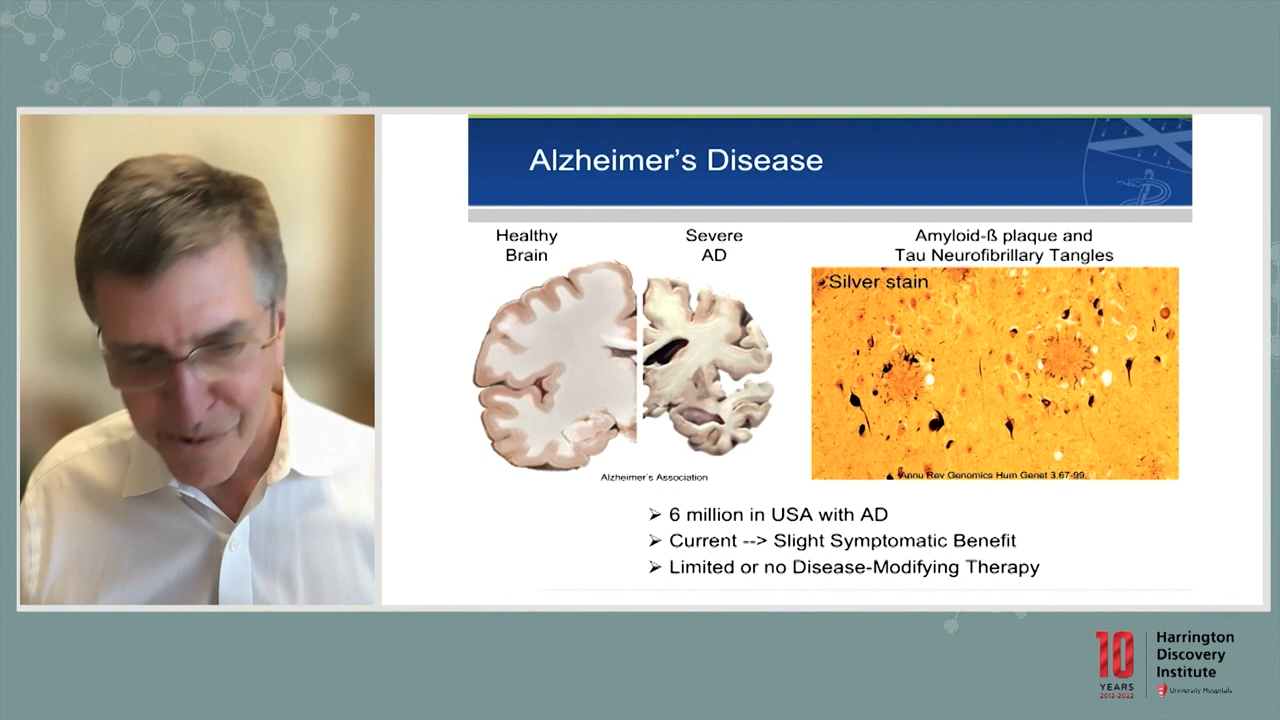 Alzheimer's Disease
Healthy
Brain
Severe
AD
Amyloid-ß plaque and
Tau Neurofibrillary Tangles
Silver stain
Alzheimer's Association
Annu Rev Genomics Hum Genet 3:67-99.
➢ 6 million in USA with AD
➢ Current --> Slight Symptomatic Benefit
➢ Limited or no Disease-Modifying Therapy
10
YEARS
2012-2022
Harrington
Discovery
Institute
University Hospitals